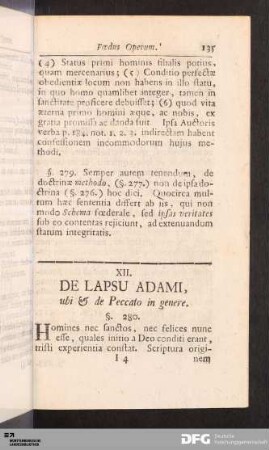 Fœdus Operum.
135
(4) Status primi hominis filialis potius,
quam mercenarius; (5) Conditio perfectæ
obedientiæ locum non habens in illo statu,
in quo homo quamlibet integer, tamen in
sanctitate proficere debuisset; (6) quod vita
æterna primo homini æque, ac nobis, ex
gratia promisso ac danda fuit. Ipsa Auctoris
verba p. 184. not. 1. 2. 3. indirectam habent
confessionem incommodorum hujus me-
thodi.
§. 279. Semper autem tenendum, de
doctrinæ methodo, (§. 277.) non de ipsa do-
ctrina (§. 276.) hoc dici. Quocirca mul-
tum hæc sententia differt ab iis, qui non
modo Schema fœderale, sed ipsas veritates
sub eo contentas rejiciunt, ad extenuandum
statum integritatis.
XII.
DE LAPSU ADAMI,
ubi & de Peccato in genere.
§. 280.
Homines nec sanctos, nec felices nunc
esse, quales initio a Deo conditi erant,
tristi experientia constat. Scriptura origi-
I 4
nem
DFG